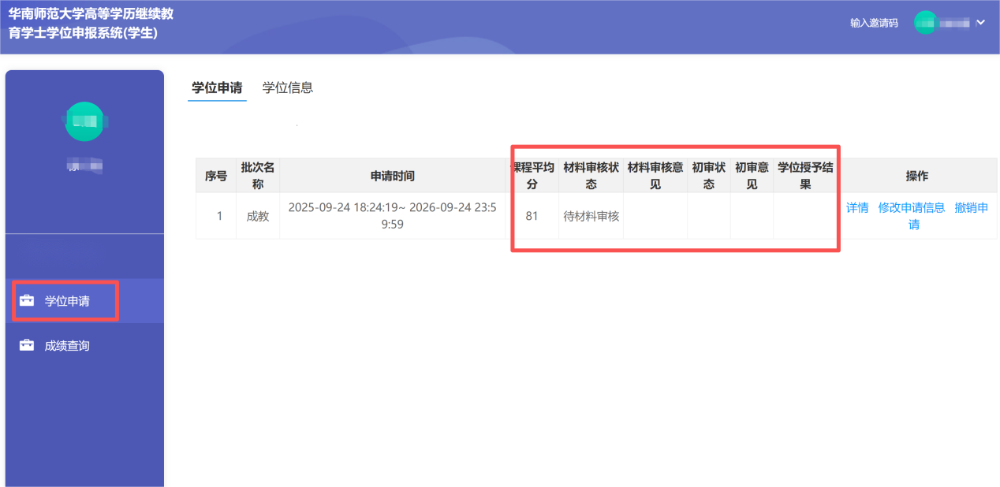 华南师范大学高等学历继续教
育学士学位申报系统(学生)
输入邀请码
学位申请 学位信息
序号 批次名称 申请时间 课程平均分 材料审核状态 材料审核意见 初审状态 初审意见 学位授予结果 操作
1 成教 2025-09-24 18:24:19~ 2026-09-24 23:59:59 81 待材料审核 详情 修改申请信息 撤销申请
学位申请
成绩查询